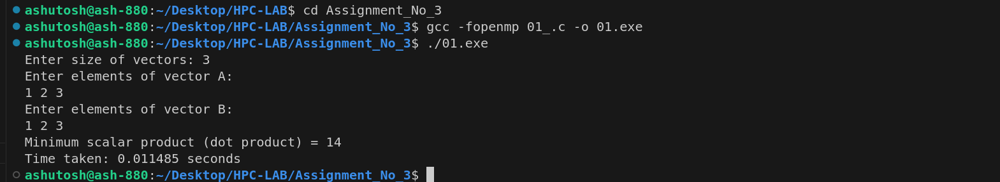 ashutosh@ash-880:~/Desktop/HPC-LAB$ cd Assignment_No_3
ashutosh@ash-880:~/Desktop/HPC-LAB/Assignment_No_3$ gcc -fopenmp 01_.c -o 01.exe
ashutosh@ash-880:~/Desktop/HPC-LAB/Assignment_No_3$ ./01.exe
Enter size of vectors: 3
Enter elements of vector A:
1 2 3
Enter elements of vector B:
1 2 3
Minimum scalar product (dot product) = 14
Time taken: 0.011485 seconds
ashutosh@ash-880:~/Desktop/HPC-LAB/Assignment_No_3$